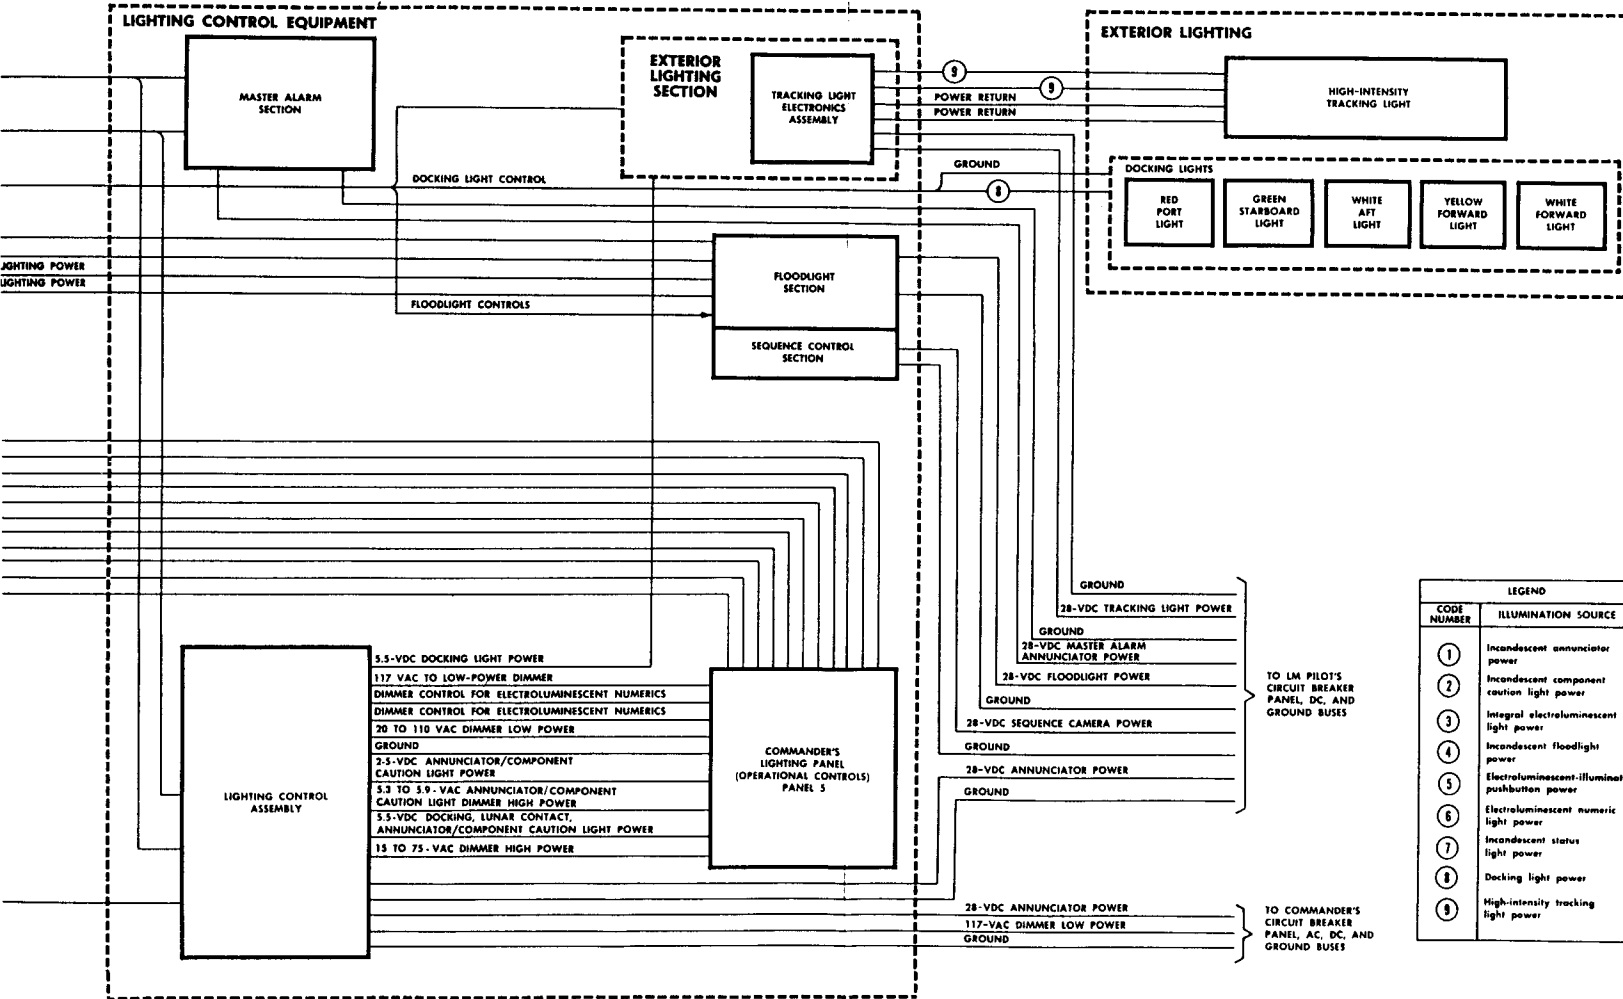 LIGHTING CONTROL EQUIPMENT
MASTER ALARM
SECTION
EXTERIOR
LIGHTING
SECTION
TRACKING LIGHT
ELECTRONICS
ASSEMBLY
9
9
POWER RETURN
POWER RETURN
EXTERIOR LIGHTING
HIGH-INTENSITY
TRACKING LIGHT
GROUND
8
DOCKING LIGHT CONTROL
DOCKING LIGHTS
RED
PORT
LIGHT
GREEN
STARBOARD
LIGHT
WHITE
AFT
LIGHT
YELLOW
FORWARD
LIGHT
WHITE
FORWARD
LIGHT
LIGHTING POWER
LIGHTING POWER
FLOODLIGHT CONTROLS
FLOODLIGHT
SECTION
SEQUENCE CONTROL
SECTION
LIGHTING CONTROL
ASSEMBLY
5.5-VDC DOCKING LIGHT POWER
117 VAC TO LOW-POWER DIMMER
DIMMER CONTROL FOR ELECTROLUMINESCENT NUMERICS
DIMMER CONTROL FOR ELECTROLUMINESCENT NUMERICS
20 TO 110 VAC DIMMER LOW POWER
GROUND
2-5-VDC ANNUNCIATOR/COMPONENT
CAUTION LIGHT POWER
5.3 TO 5.9-VAC ANNUNCIATOR/COMPONENT
CAUTION LIGHT DIMMER HIGH POWER
5.5-VDC DOCKING, LUNAR CONTACT,
ANNUNCIATOR/COMPONENT CAUTION LIGHT POWER
15 TO 75-VAC DIMMER HIGH POWER
COMMANDER'S
LIGHTING PANEL
(OPERATIONAL CONTROLS)
PANEL 5
GROUND
28-VDC TRACKING LIGHT POWER
GROUND
28-VDC MASTER ALARM
ANNUNCIATOR POWER
28-VDC FLOODLIGHT POWER
GROUND
28-VDC SEQUENCE CAMERA POWER
GROUND
28-VDC ANNUNCIATOR POWER
GROUND
TO LM PILOT'S
CIRCUIT BREAKER
PANEL, DC, AND
GROUND BUSES
28-VDC ANNUNCIATOR POWER
117-VAC DIMMER LOW POWER
GROUND
TO COMMANDER'S
CIRCUIT BREAKER
PANEL, AC, DC, AND
GROUND BUSES
LEGEND
CODE
NUMBER
ILLUMINATION SOURCE
1 Incandescent annunciator
power
2 Incandescent component
caution light power
3 Integral electroluminescent
light power
4 Incandescent floodlight
power
5 Electroluminescent-illuminat
pushbutton power
6 Electroluminescent numeric
light power
7 Incandescent status
light power
8 Docking light power
9 High-intensity tracking
light power